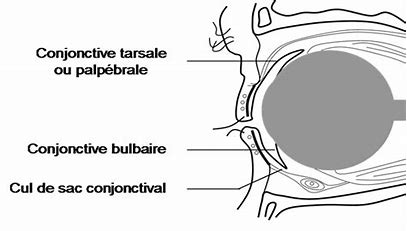 Conjonctive tarsale
ou palpébrale
Conjonctive bulbaire
Cul de sac conjonctival